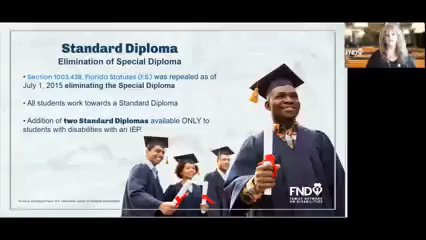 Standard Diploma
Elimination of Special Diploma
• Section 1003.438, Florida Statutes (F.S.) was repealed as of
July 1, 2015 eliminating the Special Diploma
• All students work towards a Standard Diploma
• Addition of two Standard Diplomas available ONLY to
students with disabilities with an IEP.
FND
FAMILY NETWORK
ON DISABILITIES
FND